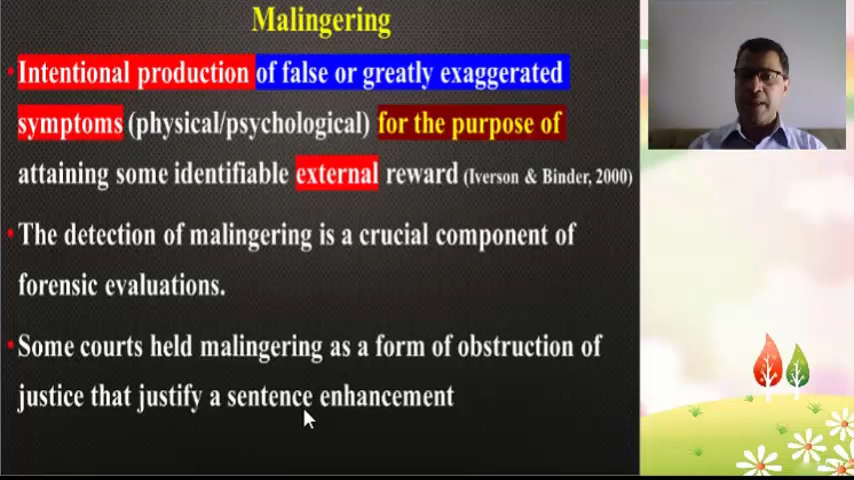 Malingering
Intentional production of false or greatly exaggerated
symptoms (physical/psychological) for the purpose of
attaining some identifiable external reward (Iverson & Binder, 2000)
The detection of malingering is a crucial component of
forensic evaluations.
Some courts held malingering as a form of obstruction of
justice that justify a sentence enhancement